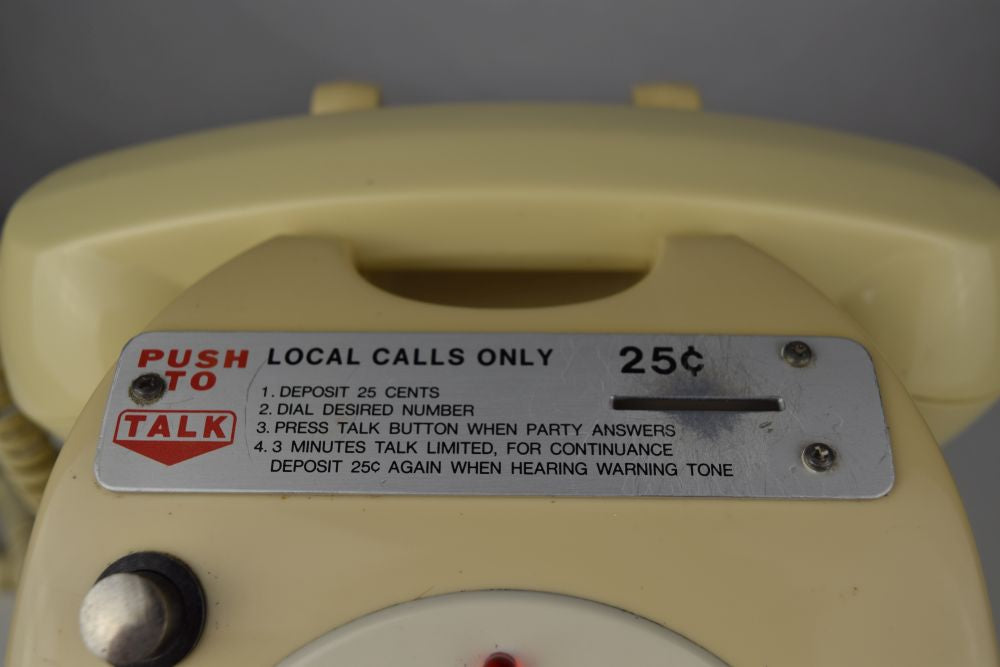 PUSH
TO
TALK
LOCAL CALLS ONLY
25¢
1. DEPOSIT 25 CENTS
2. DIAL DESIRED NUMBER
3. PRESS TALK BUTTON WHEN PARTY ANSWERS
4. 3 MINUTES TALK LIMITED, FOR CONTINUANCE
DEPOSIT 25¢ AGAIN WHEN HEARING WARNING TONE